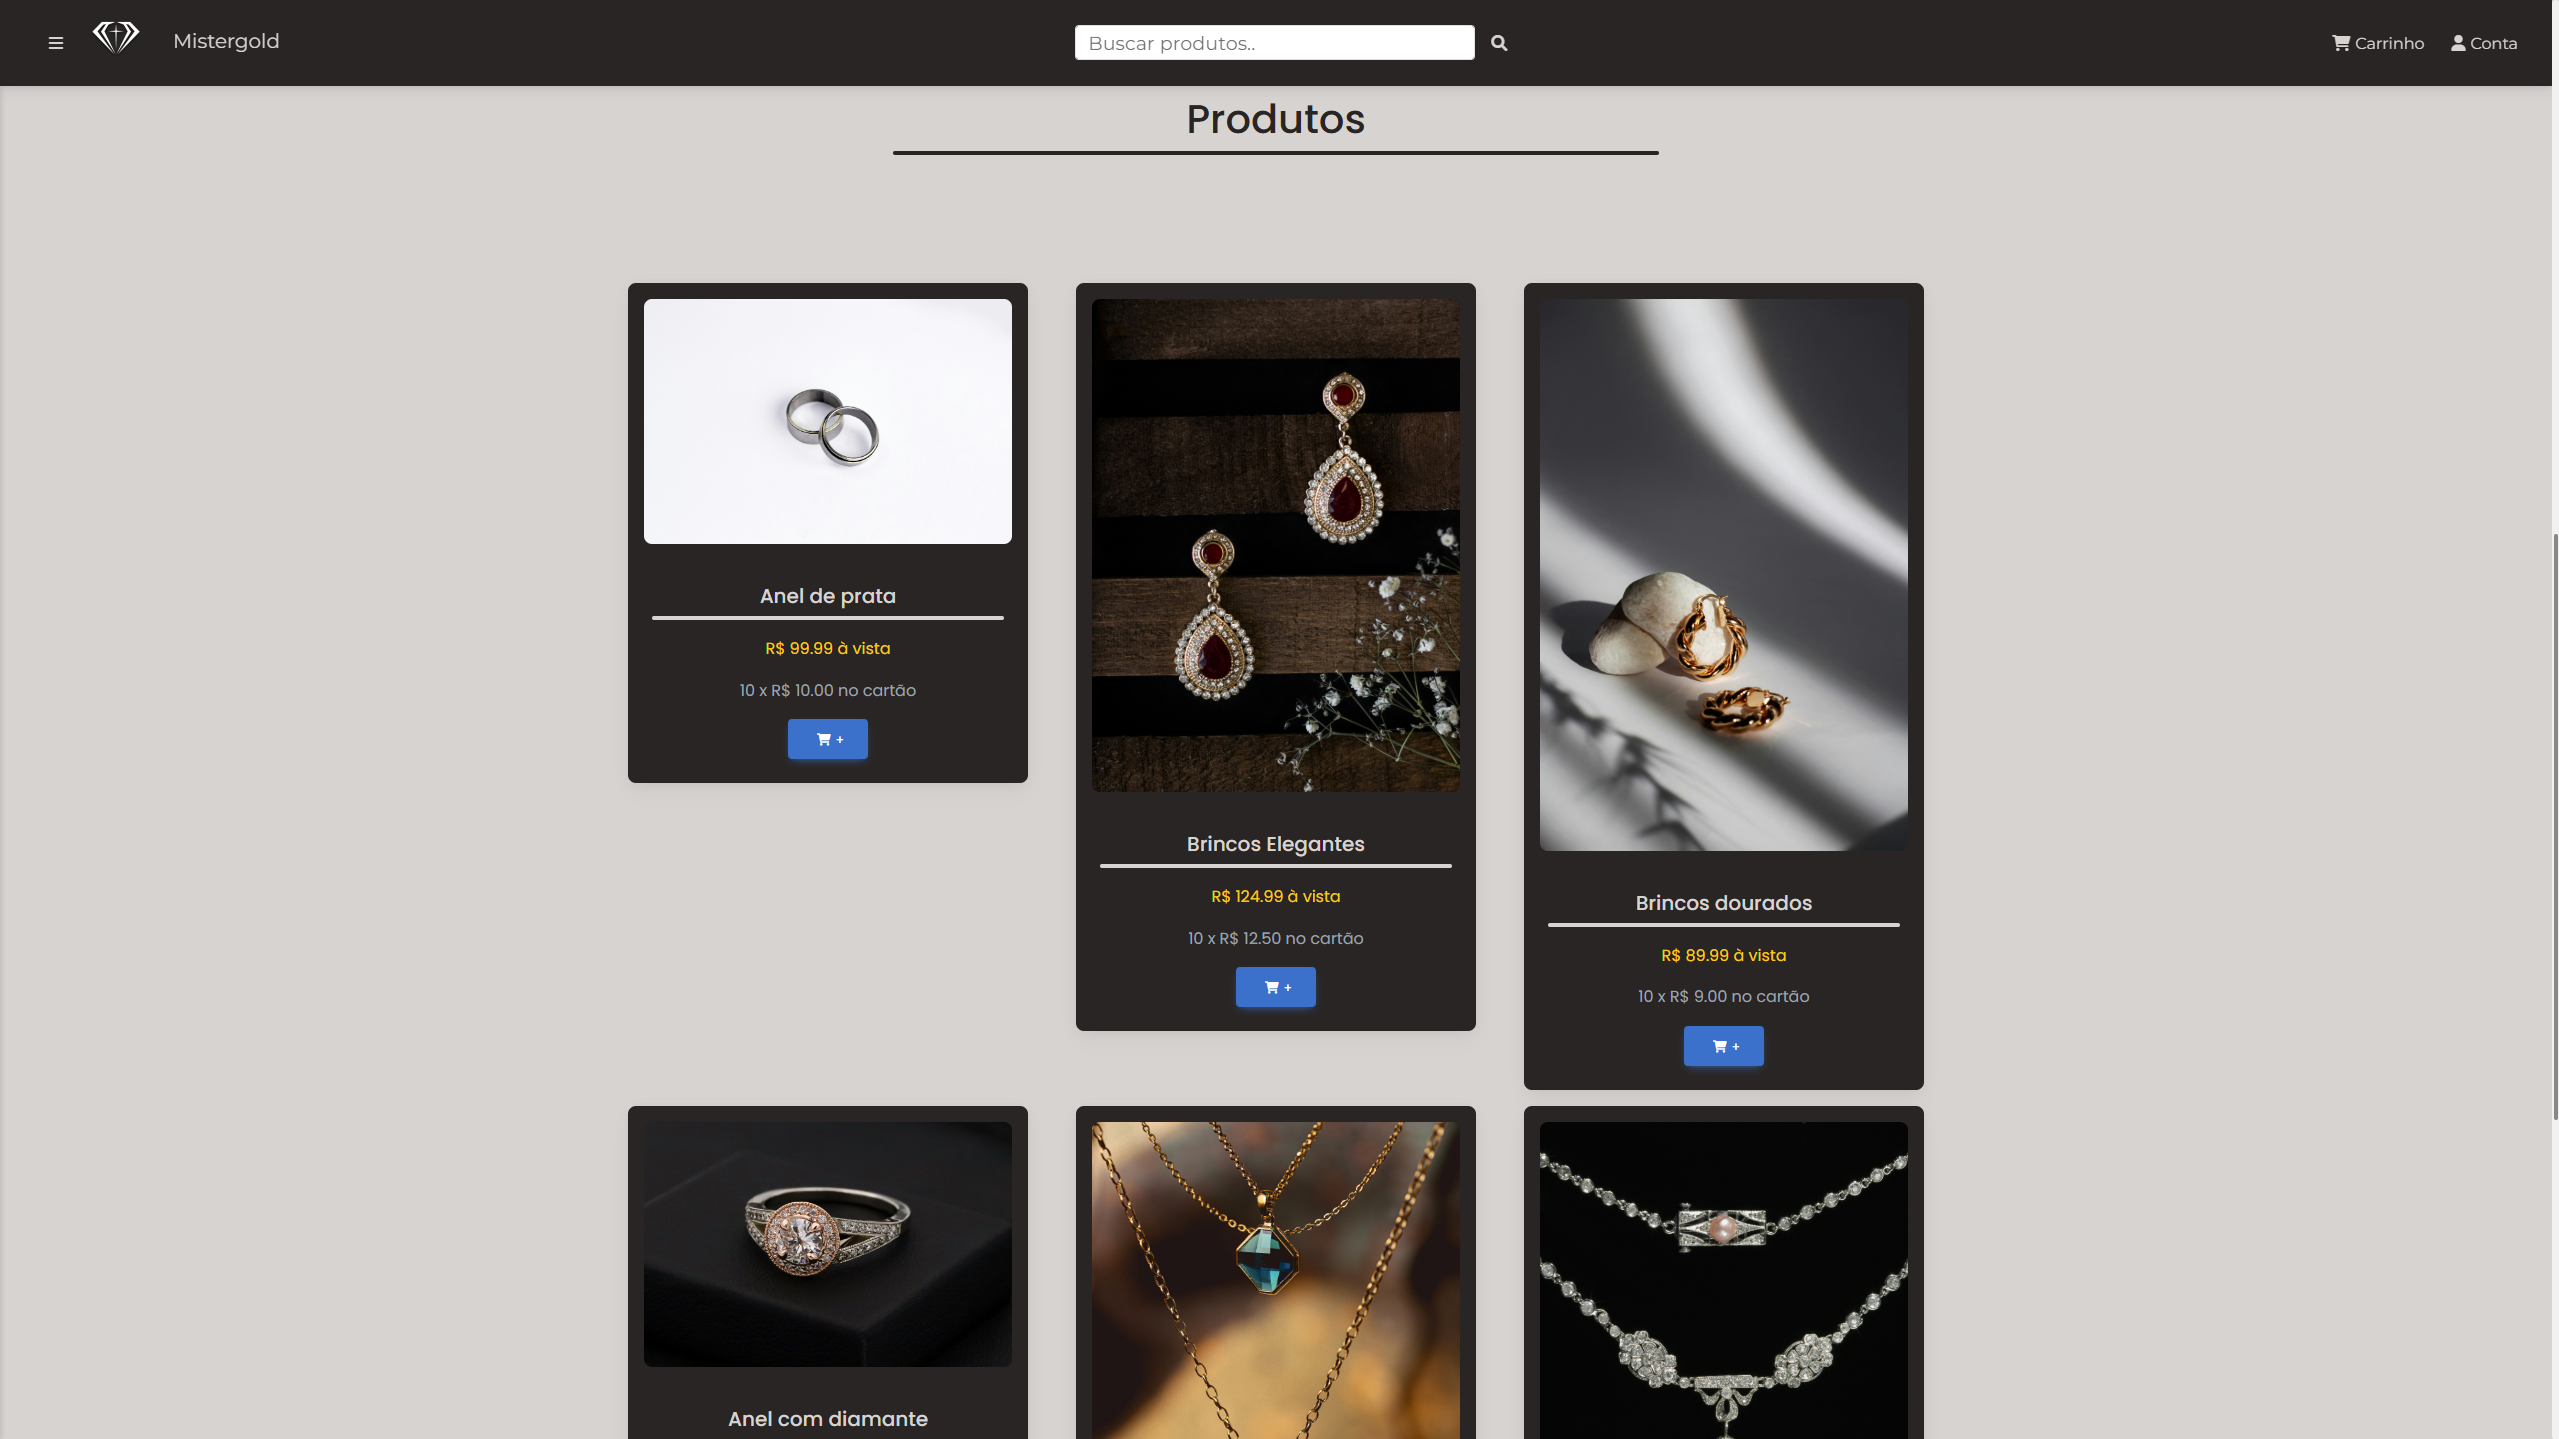 Mistergold
Buscar produtos..
Carrinho
Conta
Produtos
Anel de prata
R$ 99.99 à vista
10 x R$ 10.00 no cartão
+
Brincos Elegantes
R$ 124.99 à vista
10 x R$ 12.50 no cartão
+
Brincos dourados
R$ 89.99 à vista
10 x R$ 9.00 no cartão
+
Anel com diamante